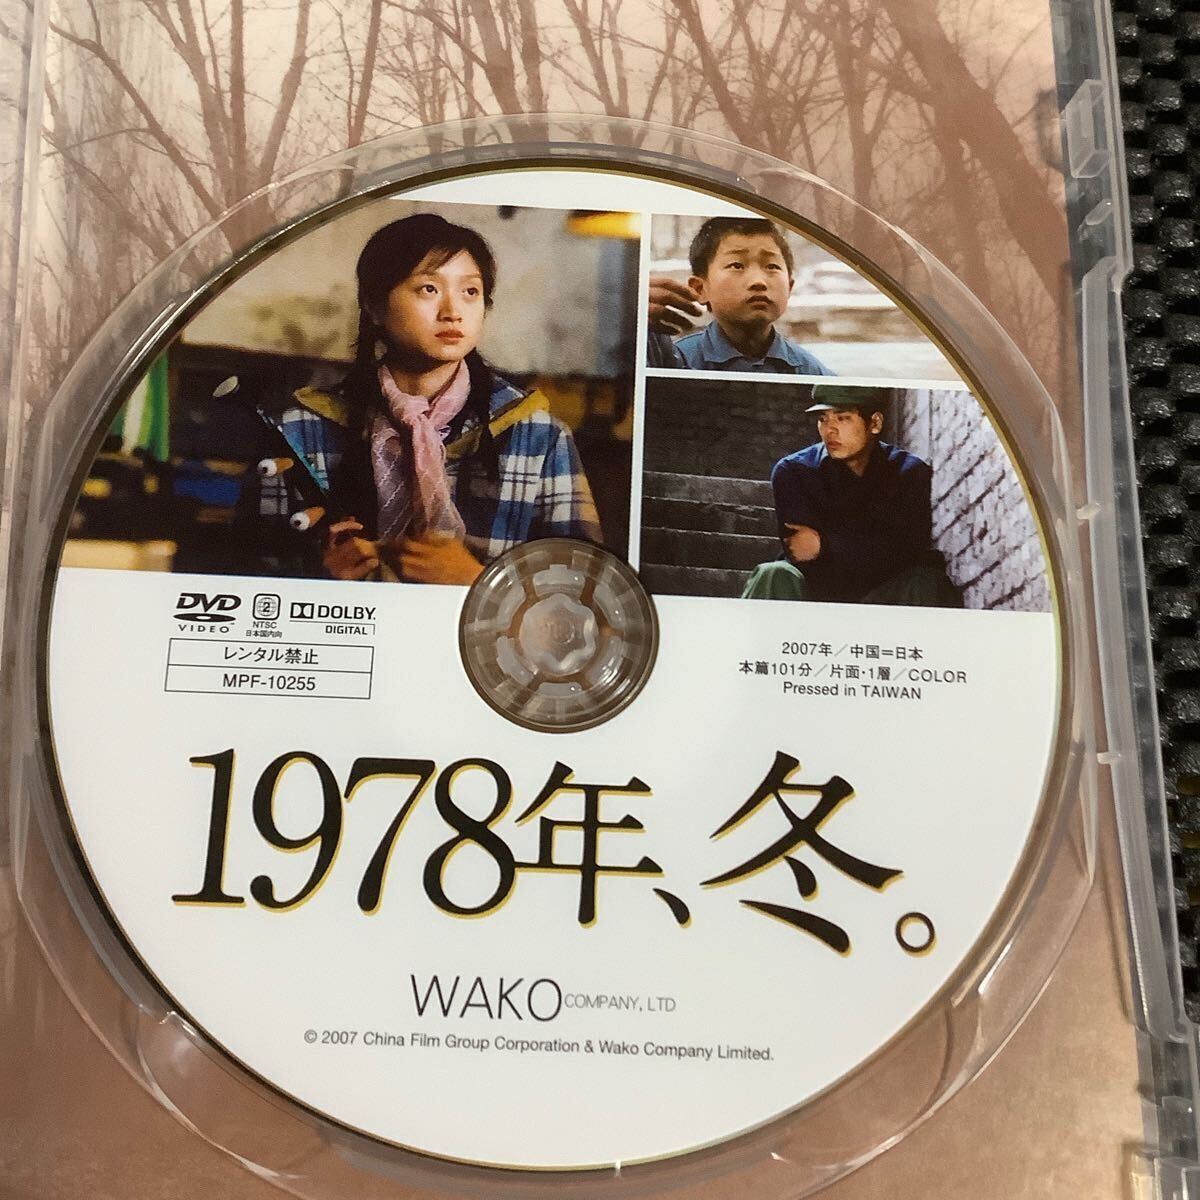 DVD
VIDEO
2
NTSC
日本国内向
DOLBY
DIGITAL
レンタル禁止
MPF-10255
2007年／中国=日本
本篇101分／片面・1層／COLOR
Pressed in TAIWAN
1978年、冬。
WAKO COMPANY, LTD
© 2007 China Film Group Corporation & Wako Company Limited.